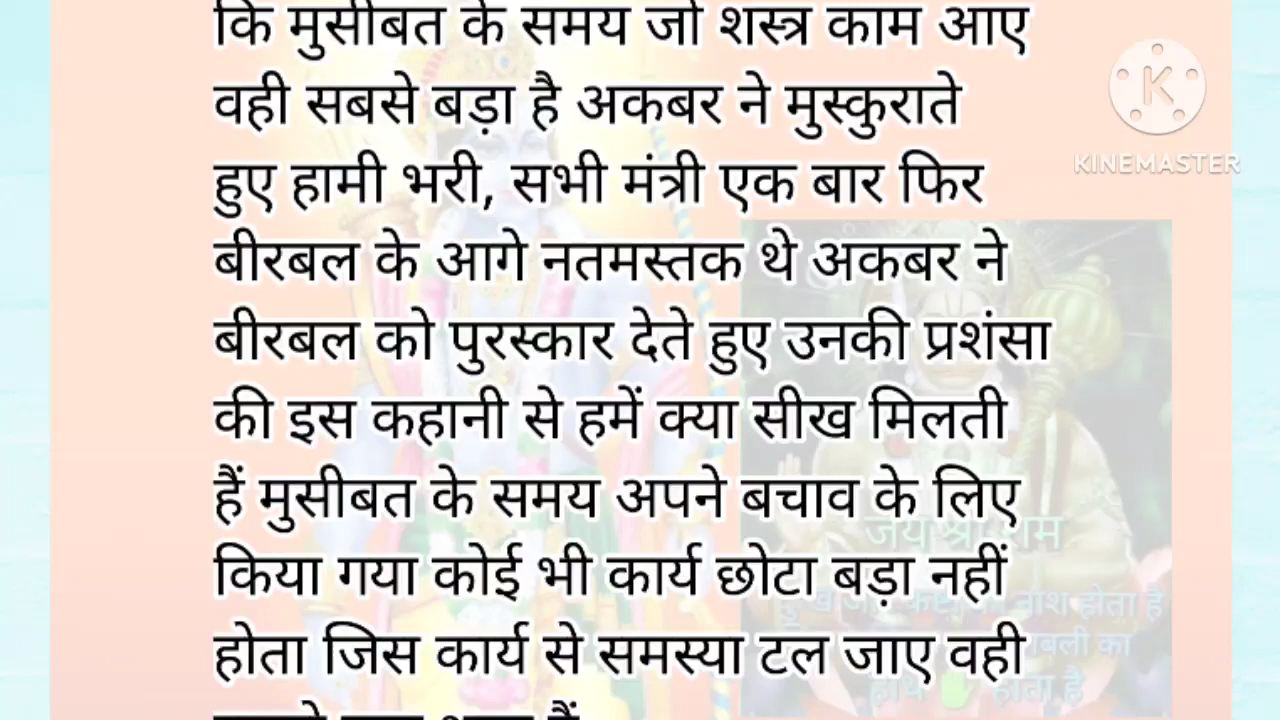 कि मुसीबत के समय जो शस्त्र काम आए
वही सबसे बड़ा है अकबर ने मुस्कुराते
हुए हामी भरी, सभी मंत्री एक बार फिर
बीरबल के आगे नतमस्तक थे अकबर ने
बीरबल को पुरस्कार देते हुए उनकी प्रशंसा
की इस कहानी से हमें क्या सीख मिलती
हैं मुसीबत के समय अपने बचाव के लिए
किया गया कोई भी कार्य छोटा बड़ा नहीं
होता जिस कार्य से समस्या टल जाए वही
KINEMASTER
जय श्री राम
नाश होता है
का
हाथ होता है